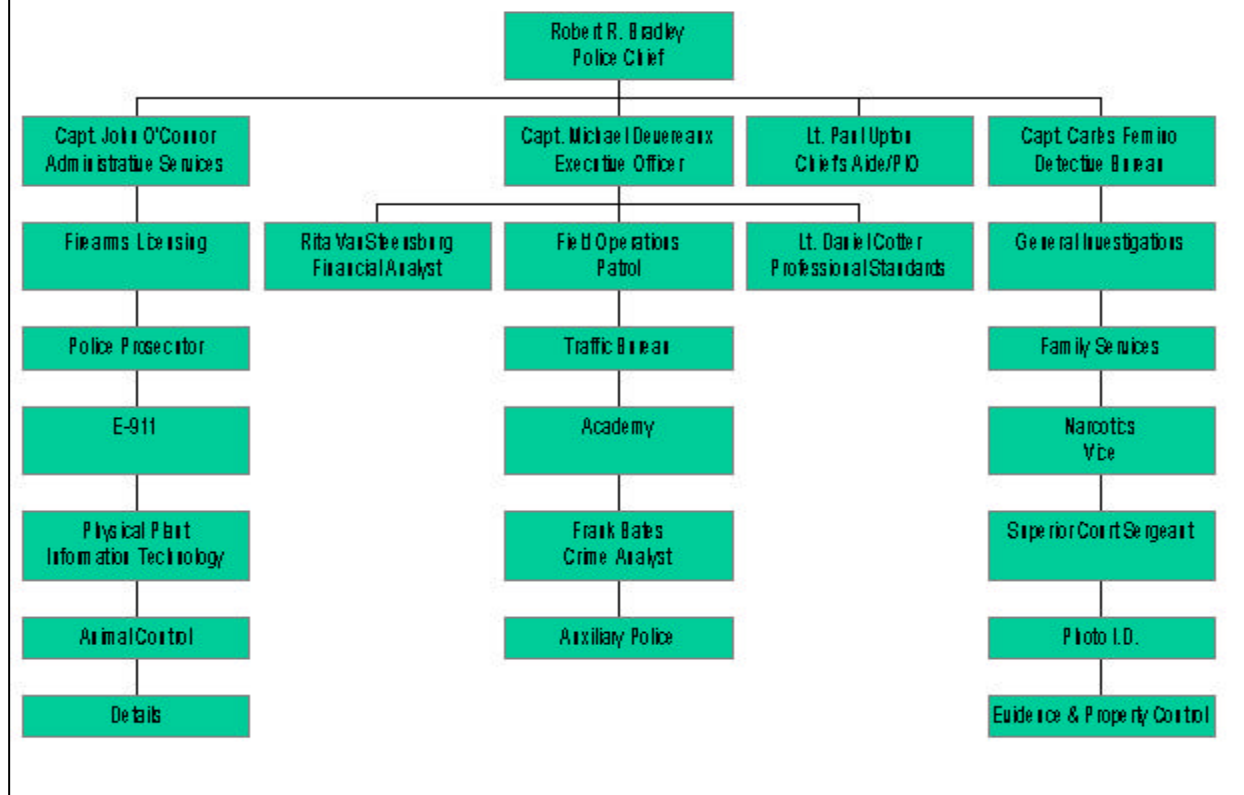 Robert R. Bradley
Police Chief
Capt. John O'Connor
Administrative Services
Capt. Michael Devereaux
Executive Officer
Lt. Paul Upton
Chief's Aide/PIO
Capt. Carlos Femino
Detective Bureau
Firearms Licensing
Rita VanSteensburg
Financial Analyst
Field Operations
Patrol
Lt. Daniel Cotter
Professional Standards
General Investigations
Police Prosecutor
Traffic Bureau
Family Services
E-911
Academy
Narcotics
Vice
Physical Plant
Information Technology
Frank Bates
Crime Analyst
Superior Court Sergeant
Animal Control
Auxiliary Police
Photo I.D.
Details
Evidence & Property Control